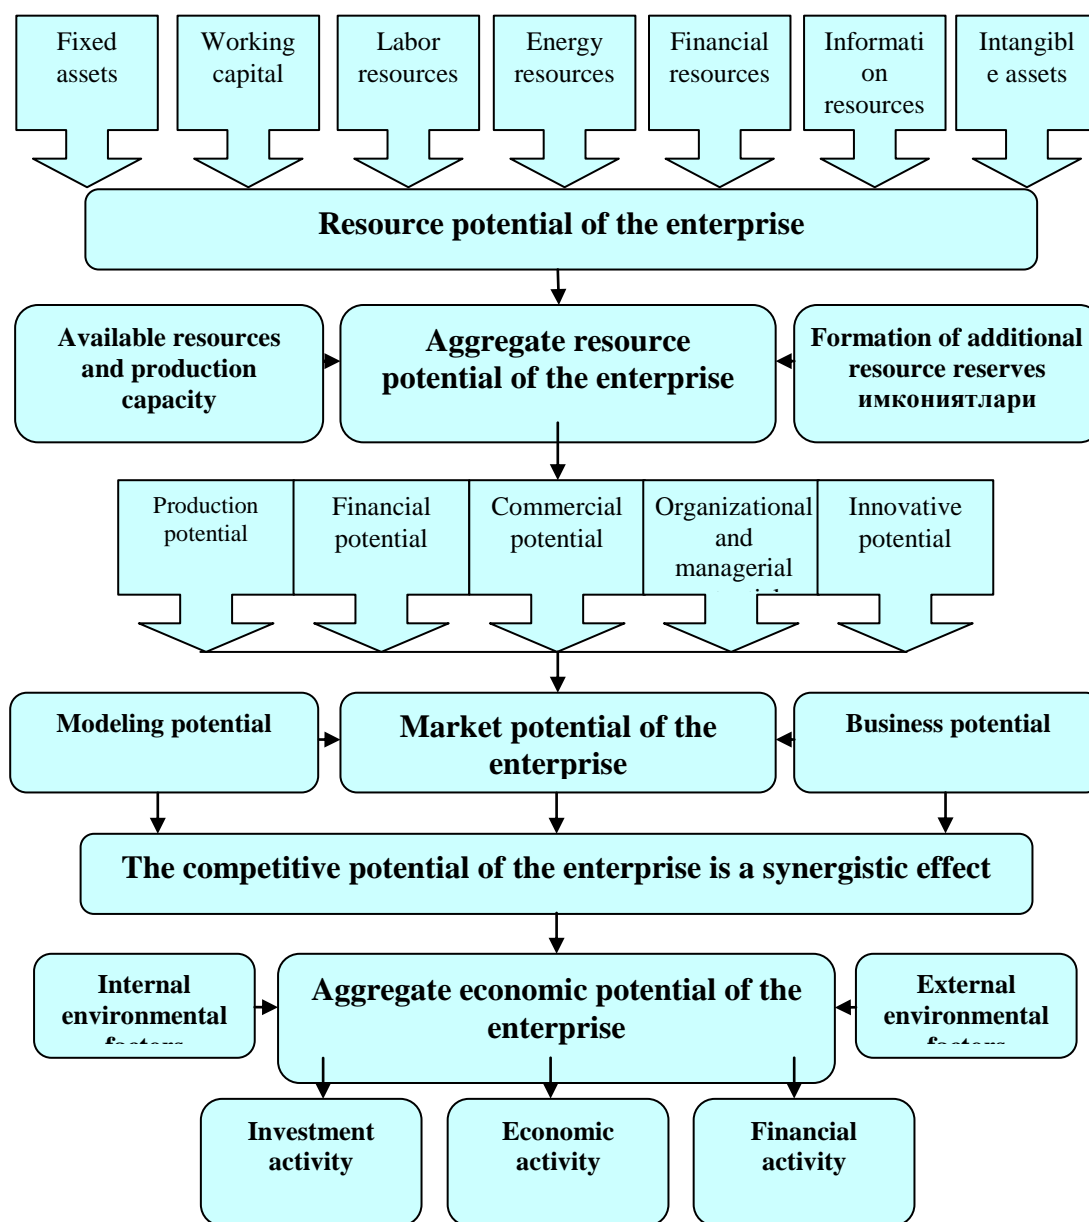 Fixed
assets
Working
capital
Labor
resources
Energy
resources
Financial
resources
Informati
on
resources
Intangibl
e assets
Resource potential of the enterprise
Available resources
and production
capacity
Aggregate resource
potential of the enterprise
Formation of additional
resource reserves
имкониятлари
Production
potential
Financial
potential
Commercial
potential
Organizational
and
managerial
Innovative
potential
Modeling potential
Market potential of the
enterprise
Business potential
The competitive potential of the enterprise is a synergistic effect
Internal
environmental
factors
Aggregate economic potential of the
enterprise
External
environmental
factors
Investment
activity
Economic
activity
Financial
activity